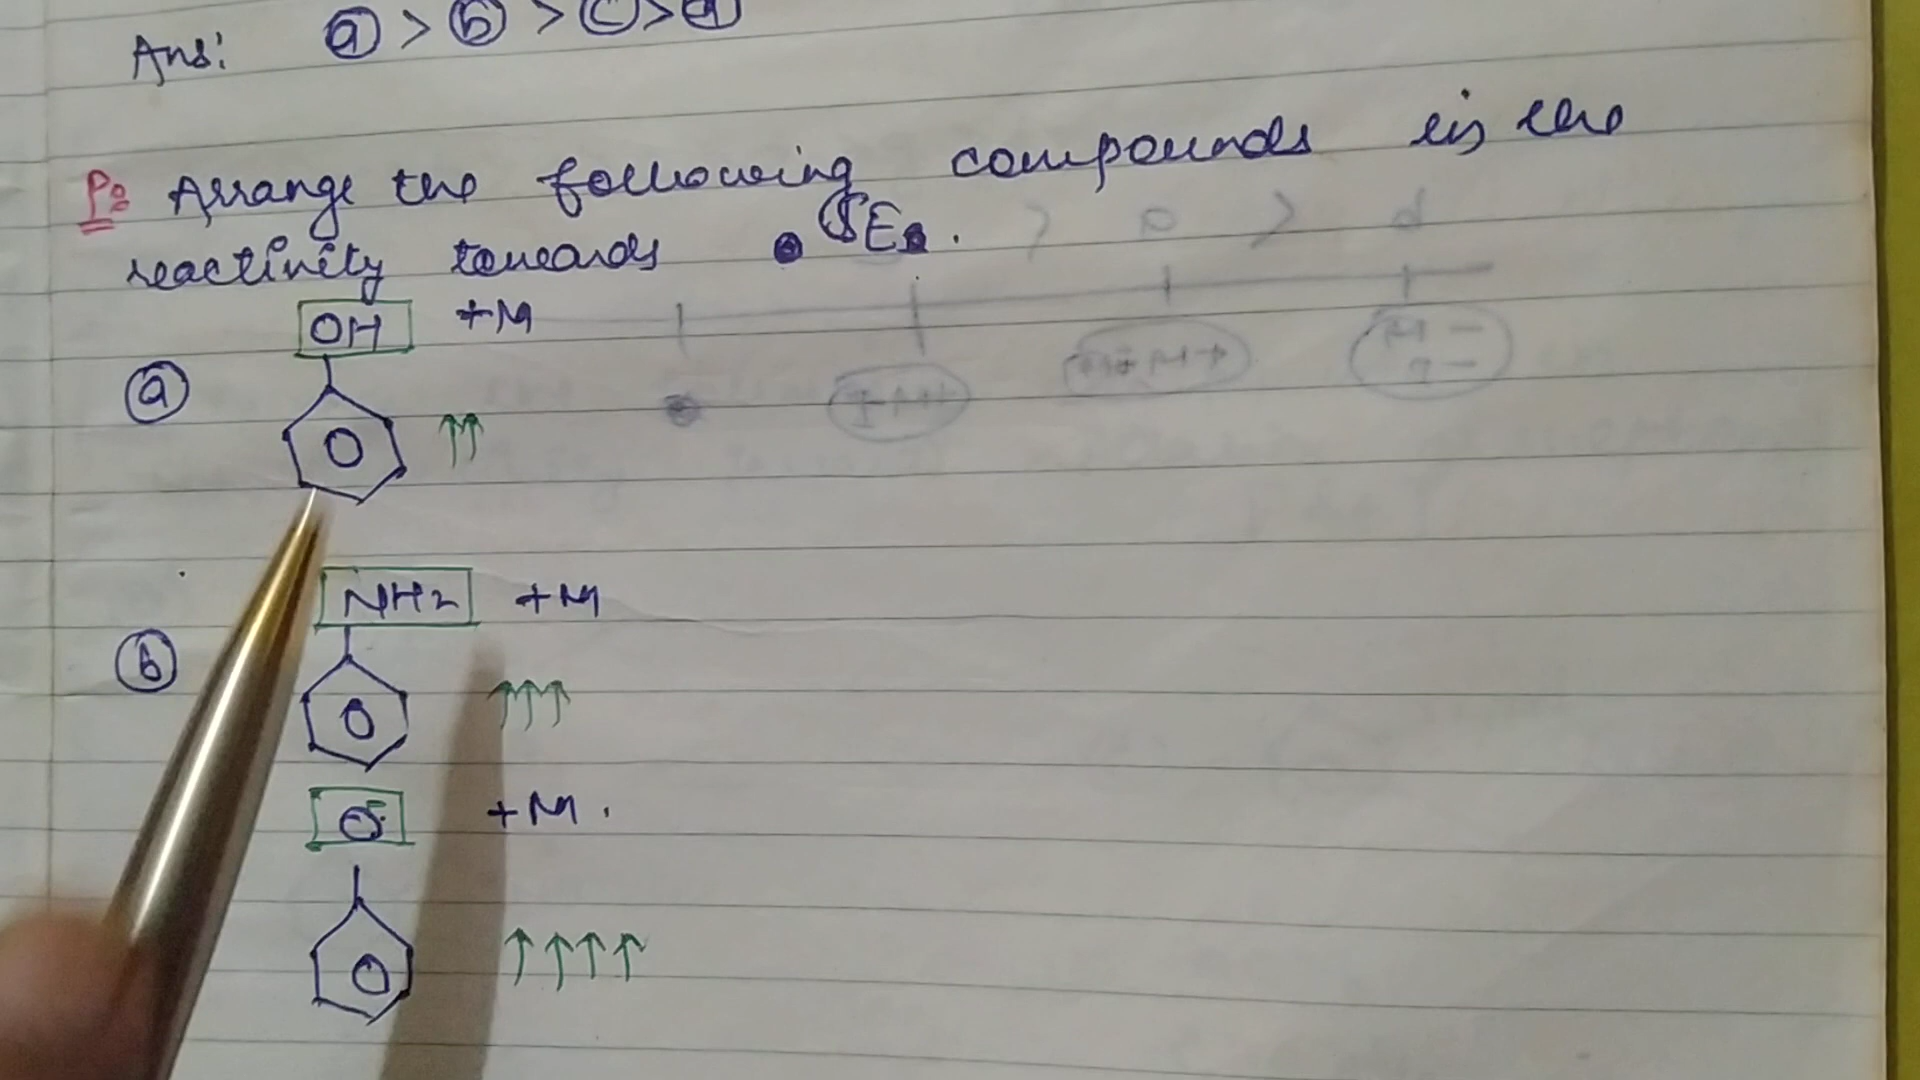 Ans: (a) > (b) > (c) > (d)
P: Arrange the following compounds in the
reactivity towards SE.
OH +M
(a) ↑↑
NH2 +M
(b) ↑↑↑
O⁻ +M.
↑↑↑↑